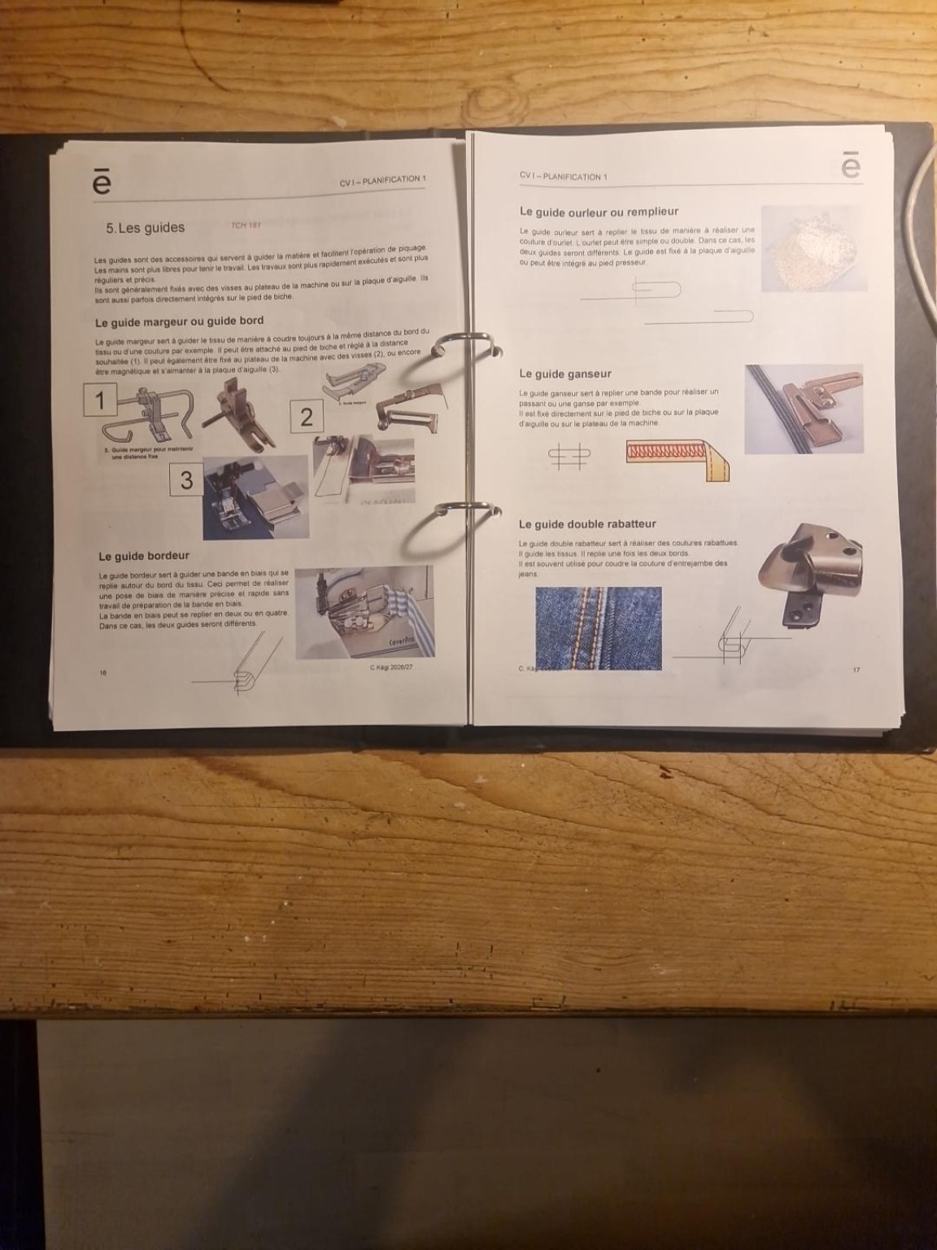 ē
CV I – PLANIFICATION 1
5. Les guides
TCH 181
Les guides sont des accessoires qui servent à guider la matière et facilitent l'opération de piquage.
Les mains sont plus libres pour tenir le travail. Les travaux sont plus rapidement exécutés et sont plus
réguliers et précis.
Ils sont généralement fixés avec des visses au plateau de la machine ou sur la plaque d'aiguille. Ils
sont aussi parfois directement intégrés sur le pied de biche.
Le guide margeur ou guide bord
Le guide margeur sert à guider le tissu de manière à coudre toujours à la même distance du bord du
tissu ou d'une couture par exemple. Il peut être attaché au pied de biche et réglé à la distance
souhaitée (1). Il peut également être fixé au plateau de la machine avec des visses (2), ou encore
être magnétique et s'aimanter à la plaque d'aiguille (3).
1
2
3. Guide margeur pour maintenir
une distance fixe
3
Le guide bordeur
Le guide bordeur sert à guider une bande en biais qui se
replie autour du bord du tissu. Ceci permet de réaliser
une pose de biais de manière précise et rapide sans
travail de préparation de la bande en biais.
La bande en biais peut se replier en deux ou en quatre.
Dans ce cas, les deux guides seront différents.
CoverPro
16
C. Kägi 2026/27
CV I – PLANIFICATION 1
ē
Le guide ourleur ou remplieur
Le guide ourleur sert à replier le tissu de manière à réaliser une
couture d'ourlet. L'ourlet peut être simple ou double. Dans ce cas, les
deux guides seront différents. Le guide est fixé à la plaque d'aiguille
ou peut être intégré au pied presseur.
Le guide ganseur
Le guide ganseur sert à replier une bande pour réaliser un
passant ou une ganse par exemple.
Il est fixé directement sur le pied de biche ou sur la plaque
d'aiguille ou sur le plateau de la machine.
Le guide double rabatteur
Le guide double rabatteur sert à réaliser des coutures rabattues.
Il guide les tissus. Il replie une fois les deux bords.
Il est souvent utilisé pour coudre la couture d'entrejambe des
jeans.
C. Kägi
17